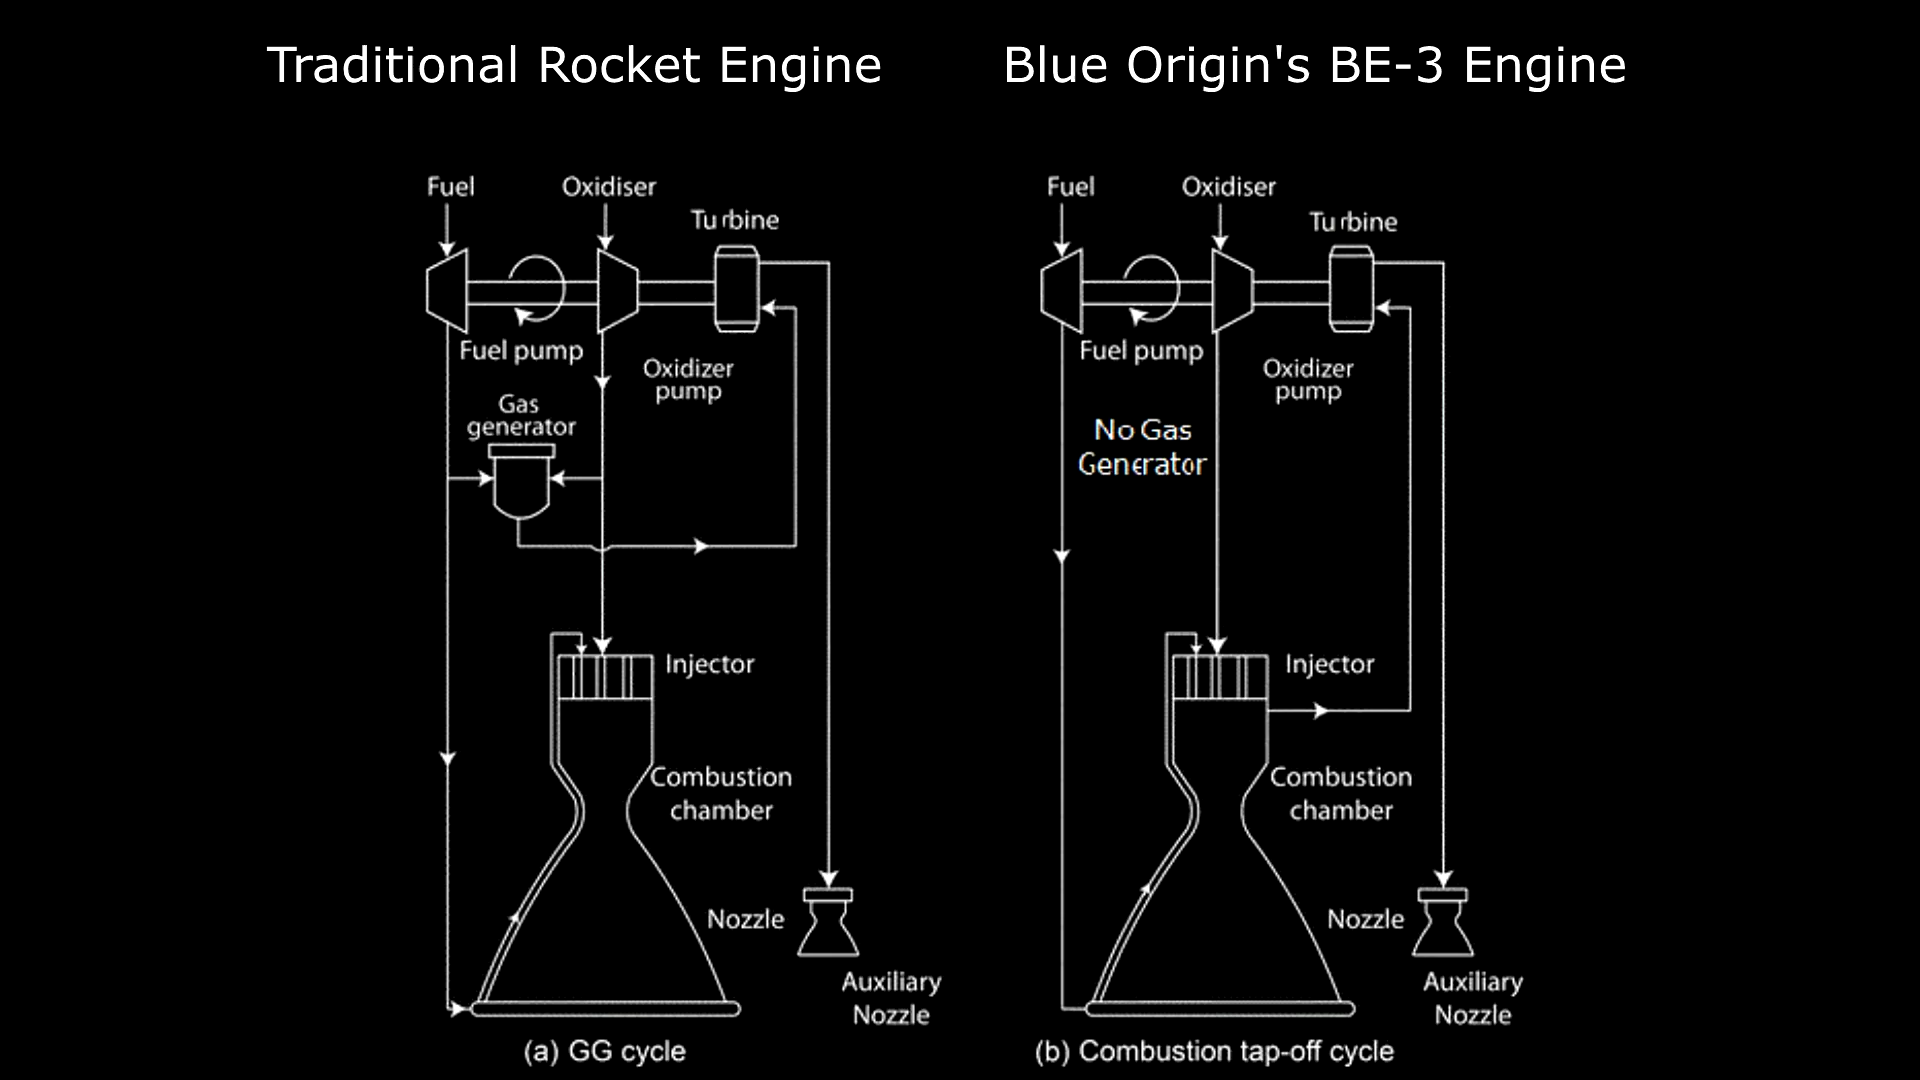 Traditional Rocket Engine
Blue Origin's BE-3 Engine
Fuel
Oxidiser
Turbine
Fuel pump
Oxidizer
pump
Gas
generator
Injector
Combustion
chamber
Nozzle
Auxiliary
Nozzle
(a) GG cycle
Fuel
Oxidiser
Turbine
Fuel pump
Oxidizer
pump
No Gas
Generator
Injector
Combustion
chamber
Nozzle
Auxiliary
Nozzle
(b) Combustion tap-off cycle